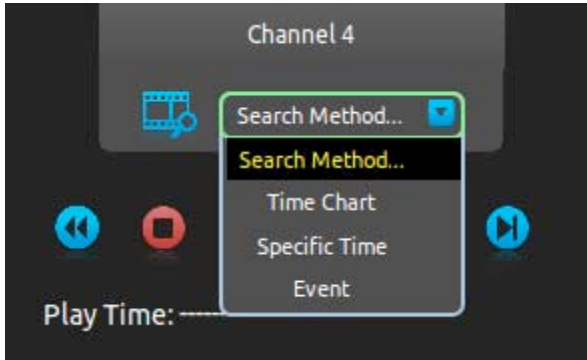 Channel 4
Search Method...
Search Method...
Time Chart
Specific Time
Event
Play Time: -----